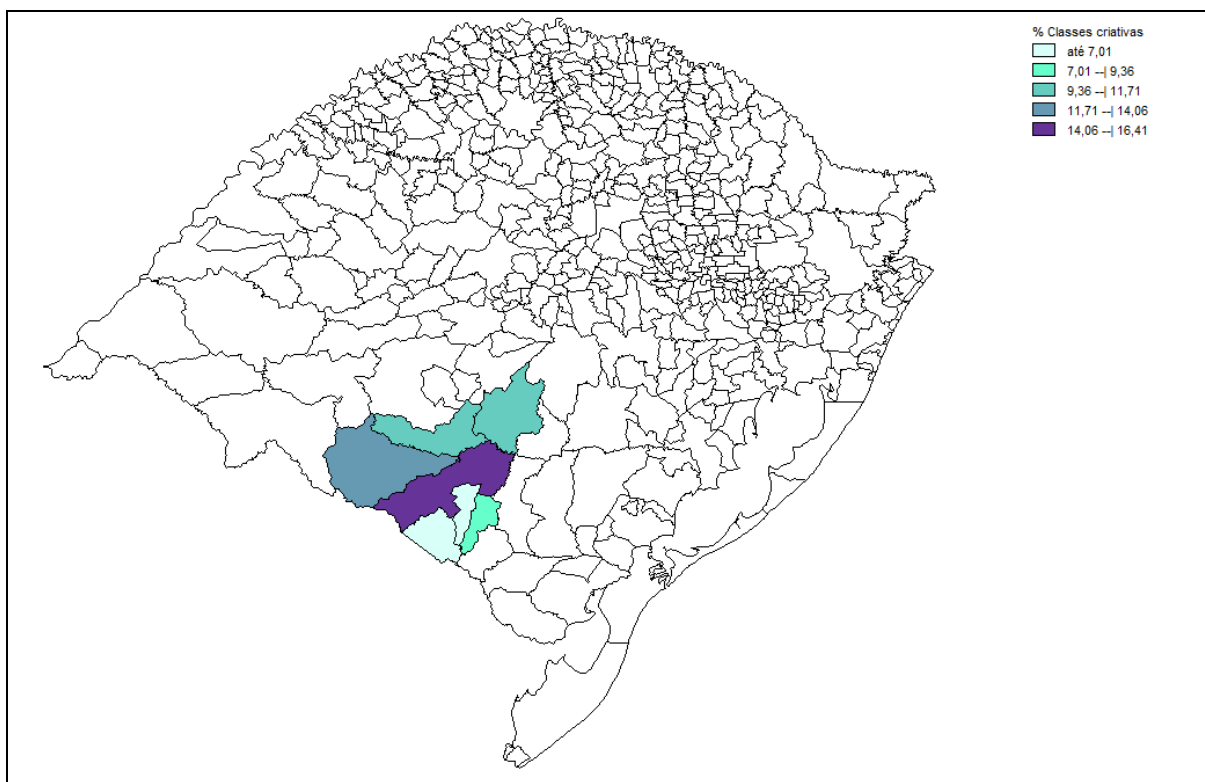 % Classes criativas
até 7,01
7,01 --| 9,36
9,36 --| 11,71
11,71 --| 14,06
14,06 --| 16,41